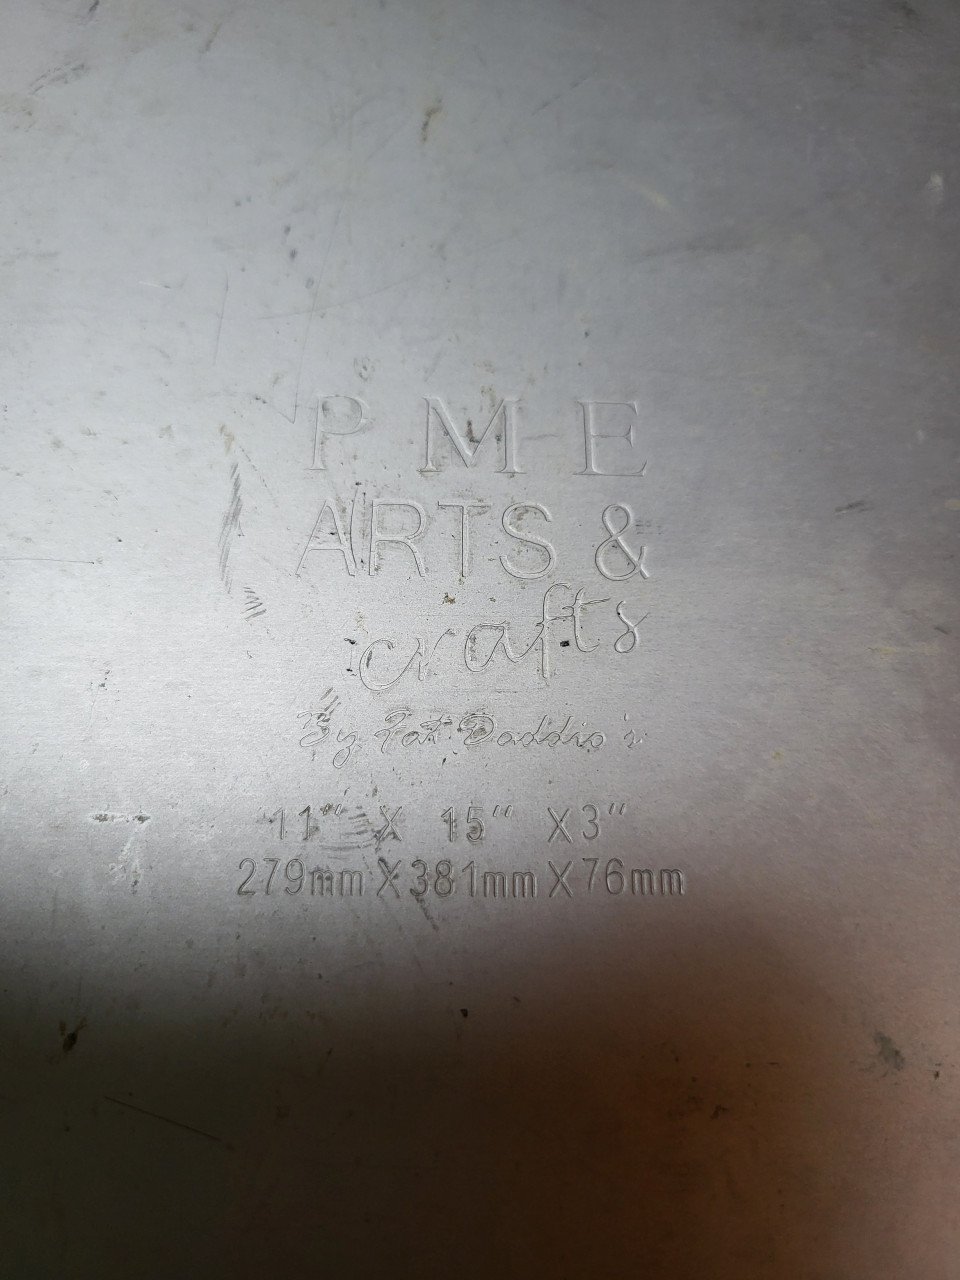 PME
ARTS &
crafts
By Fat Daddio's
11" X 15" X3"
279mm X 381mm X 76mm